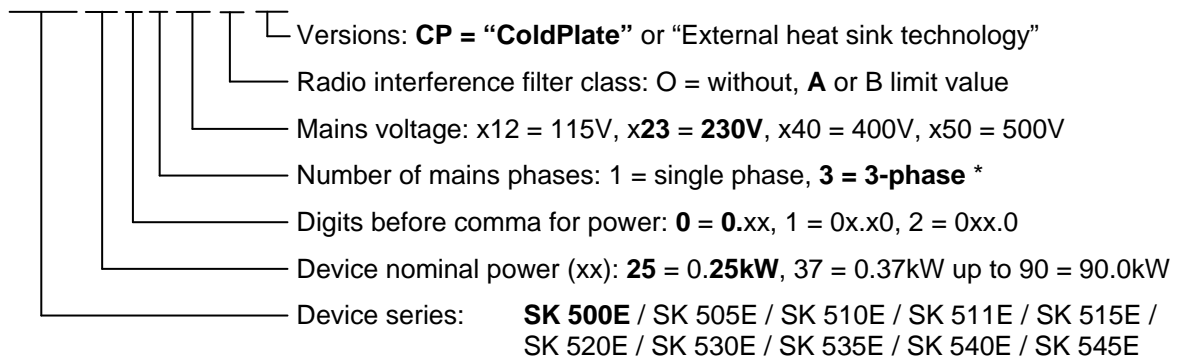 Versions: CP = “ColdPlate” or “External heat sink technology”
Radio interference filter class: O = without, A or B limit value
Mains voltage: x12 = 115V, x23 = 230V, x40 = 400V, x50 = 500V
Number of mains phases: 1 = single phase, 3 = 3-phase *
Digits before comma for power: 0 = 0.xx, 1 = 0x.x0, 2 = 0xx.0
Device nominal power (xx): 25 = 0.25kW, 37 = 0.37kW up to 90 = 90.0kW
Device series: SK 500E / SK 505E / SK 510E / SK 511E / SK 515E /
SK 520E / SK 530E / SK 535E / SK 540E / SK 545E